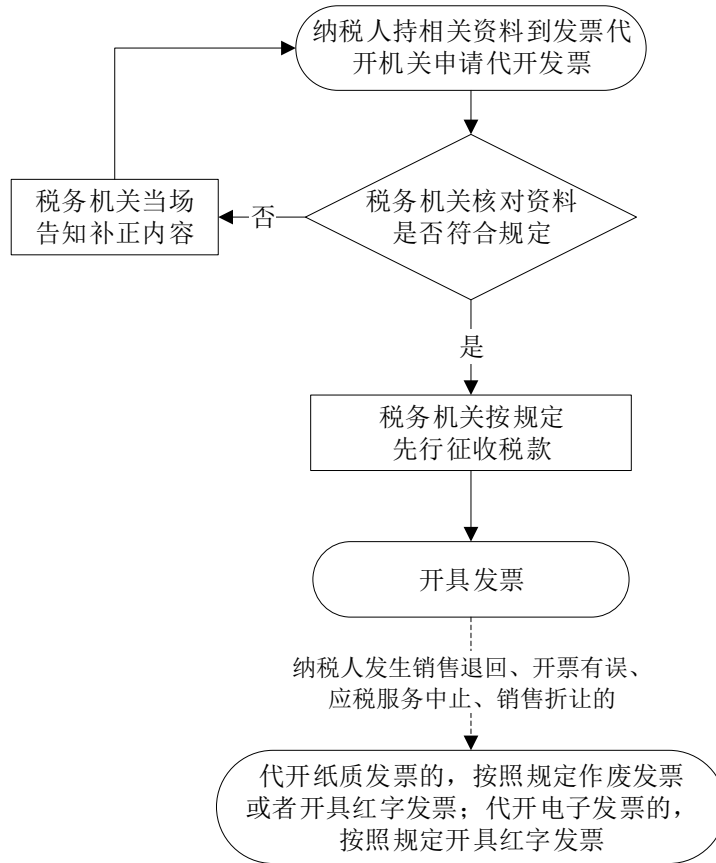 纳税人持相关资料到发票代
开机关申请代开发票
税务机关当场
告知补正内容
否
税务机关核对资料
是否符合规定
是
税务机关按规定
先行征收税款
开具发票
纳税人发生销售退回、开票有误、
应税服务中止、销售折让的
代开纸质发票的，按照规定作废发票
或者开具红字发票；代开电子发票的，
按照规定开具红字发票